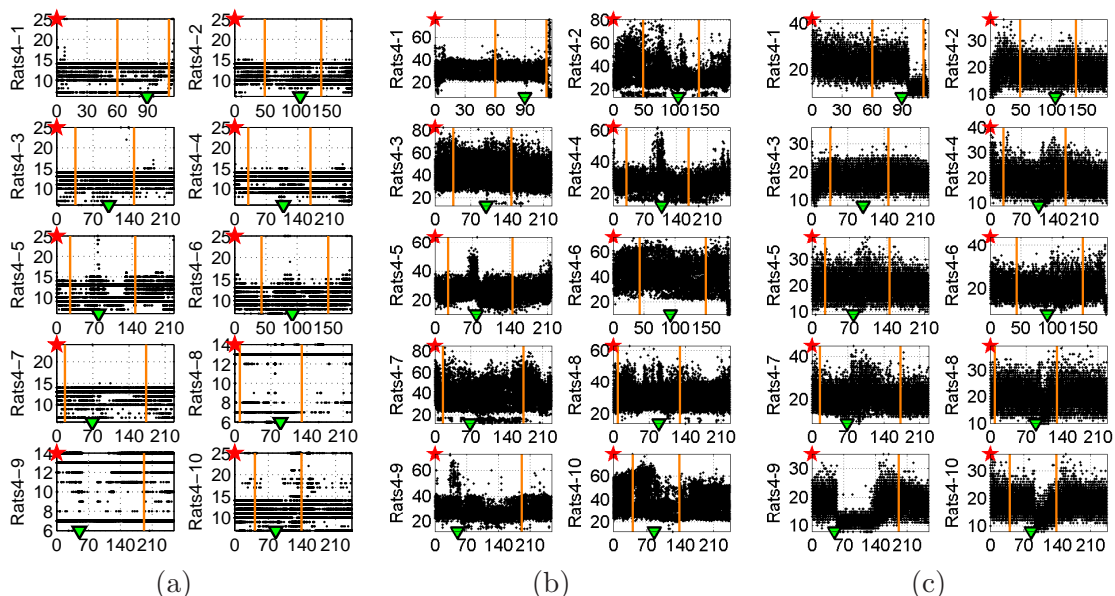 25 25 80 80 40
20 20 60 60 30 30
15 15 40 40 20 20
10 10 20 20 10
Rats4−1 Rats4−2 Rats4-1 Rats4-2 Rats4-1 Rats4-2
0 30 60 90 0 50 100 150 0 30 60 90 0 50 100 150 0 30 60 90 0 50 100 150
25 25 80 60 40
20 20 60 40 30 30
15 15 40 20 20 20
10 10 20 10 10
Rats4−3 Rats4−4 Rats4-3 Rats4-4 Rats4-3 Rats4-4
0 70 140 210 0 70 140 210 0 70 140 210 0 70 140 210 0 70 140 210 0 70 140 210
25 25 60 60 40
20 20 40 40 30 30
15 15 20 20 20 20
10 10 10 10
Rats4−5 Rats4−6 Rats4-5 Rats4-6 Rats4-5 Rats4-6
0 70 140 210 0 50 100 150 0 70 140 210 0 50 100 150 0 70 140 210 0 50 100 150
20 14 80 60 40
15 12 60 40 30 30
10 10 40 20 20 20
8 20 10
6
Rats4−7 Rats4−8 Rats4-7 Rats4-8 Rats4-7 Rats4-8
0 70 140 210 0 70 140 210 0 70 140 210 0 70 140 210 0 70 140 210 0 70 140 210
14 25 60 60 30
12 20 40 40 30 20
10 15 20 20 20 10
8 10 10
6
Rats4−9 Rats4−10 Rats4-9 Rats4-10 Rats4-9 Rats4-10
0 70 140 210 0 70 140 210 0 70 140 210 0 70 140 210 0 70 140 210 0 70 140 210
(a) (b) (c)